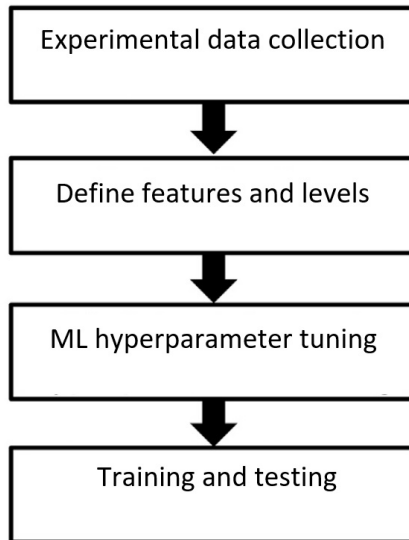 Experimental data collection
Define features and levels
ML hyperparameter tuning
Training and testing